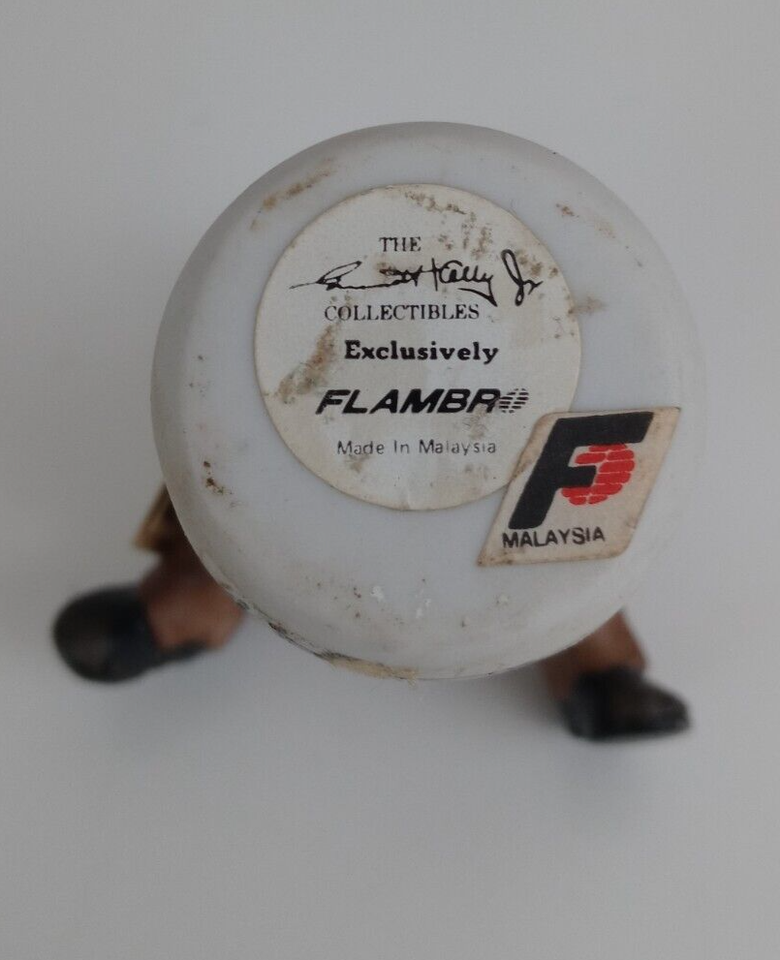 THE
Emmett Kelly Jr
COLLECTIBLES
Exclusively
FLAMBRO
Made In Malaysia
F
MALAYSIA